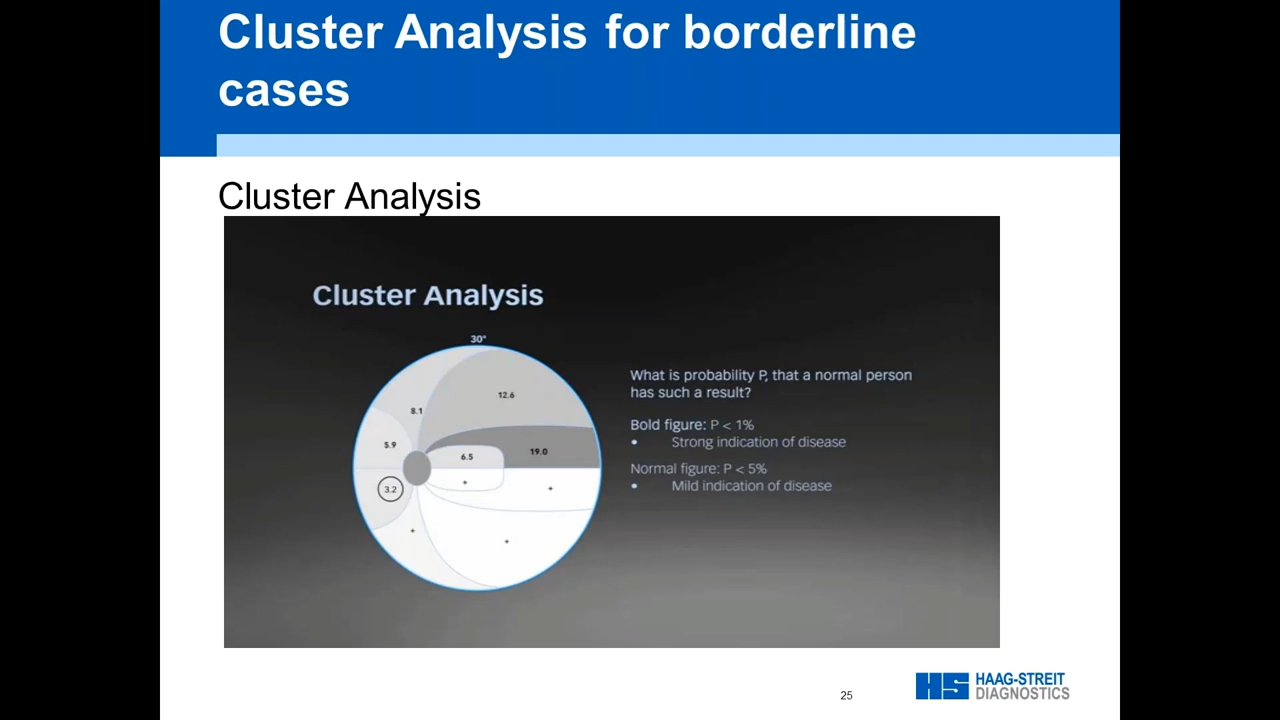 Cluster Analysis for borderline
cases
Cluster Analysis
Cluster Analysis
30°
12.6
8.1
5.9
6.5
19.0
3.2
+
+
+
+
What is probability P, that a normal person
has such a result?
Bold figure: P < 1%
• Strong indication of disease
Normal figure: P < 5%
• Mild indication of disease
25
HS HAAG-STREIT
DIAGNOSTICS